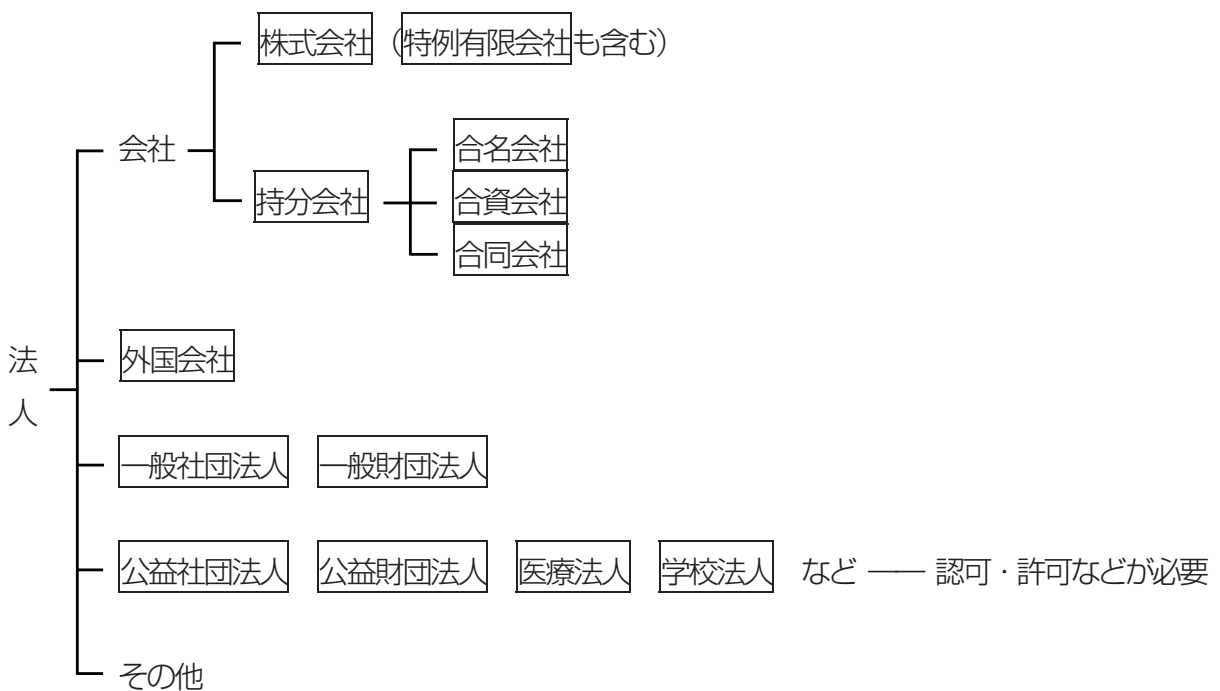 株式会社（特例有限会社も含む）
会社
合名会社
持分会社
合資会社
合同会社
法人
外国会社
一般社団法人 一般財団法人
公益社団法人 公益財団法人 医療法人 学校法人 など ―― 認可・許可などが必要
その他